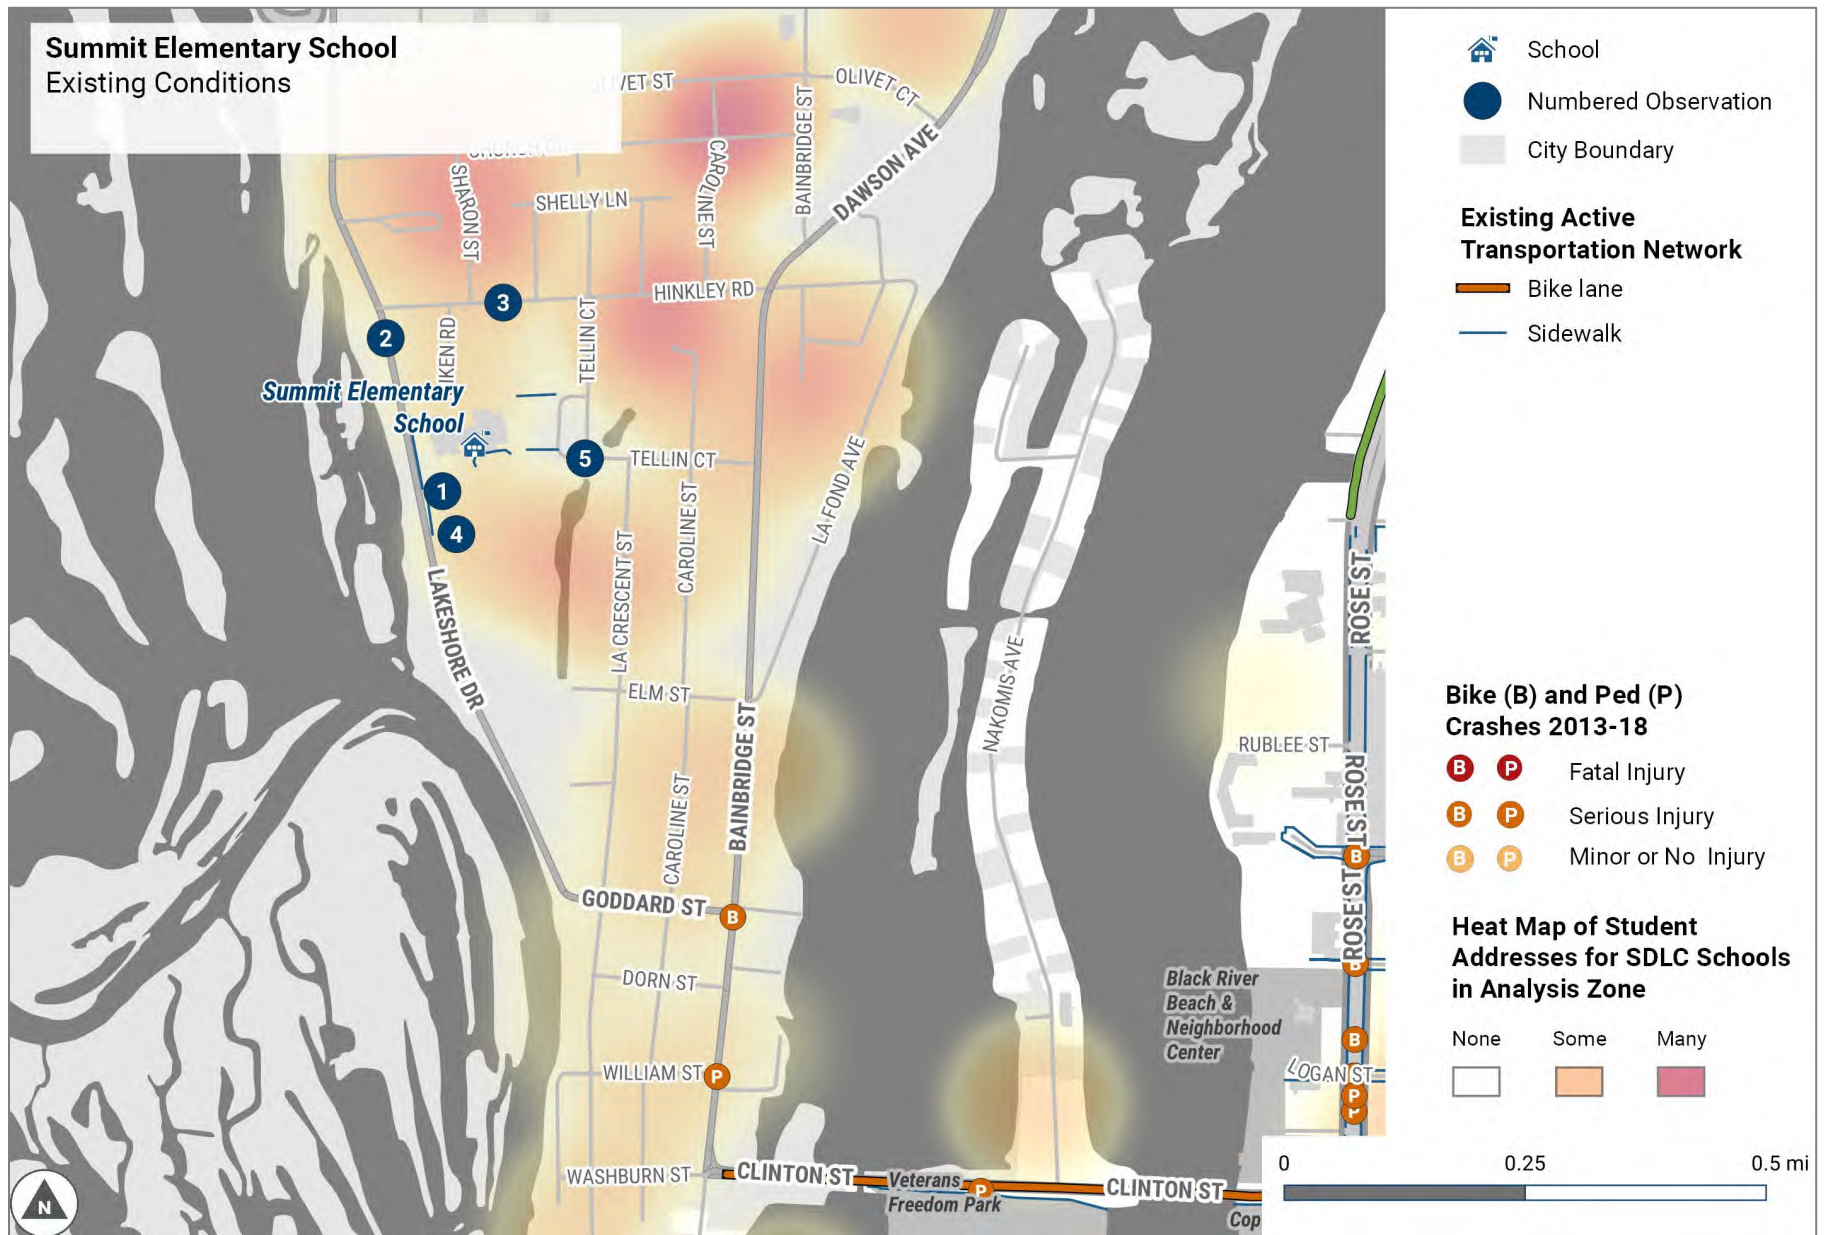 Summit Elementary School
Existing Conditions
OLIVET CT
SHARON ST
SHELLY LN
CAROLINE ST
BAINBRIDGE ST
DAWSON AVE
HINKLEY RD
3
2
TELLIN CT
Summit Elementary
School
5
TELLIN CT
1
4
LAKESHORE DR
LA CRESCENT ST
CAROLINE ST
LA FOND AVE
ELM ST
BAINBRIDGE ST
CAROLINE ST
NAKOMIS AVE
GODDARD ST
B
DORN ST
WILLIAM ST
P
WASHBURN ST
CLINTON ST
Veterans
Freedom Park
P
CLINTON ST
ROSE ST
RUBLEE ST
ROSE ST
B
ROSE ST
B
Black River
Beach &
Neighborhood
Center
B
LOGAN ST
P
P
Cop
N
School
Numbered Observation
City Boundary
Existing Active
Transportation Network
Bike lane
Sidewalk
Bike (B) and Ped (P)
Crashes 2013-18
B P Fatal Injury
B P Serious Injury
B P Minor or No Injury
Heat Map of Student
Addresses for SDLC Schools
in Analysis Zone
None Some Many
0 0.25 0.5 mi